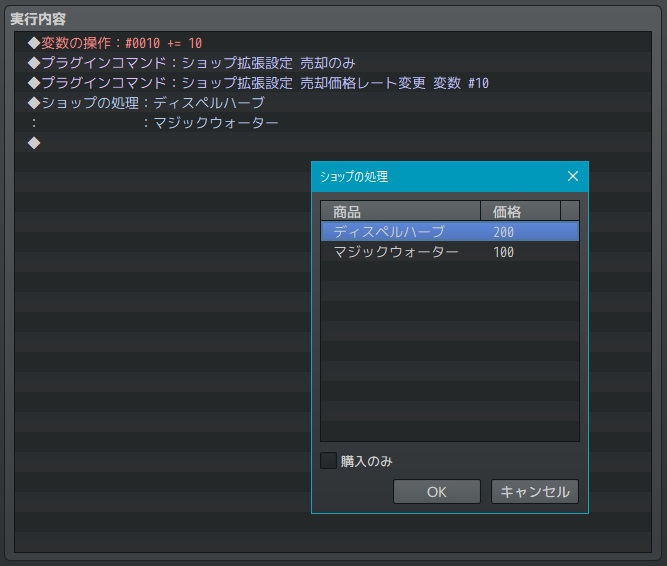 実行内容
◆変数の操作：#0010 += 10
◆プラグインコマンド：ショップ拡張設定 売却のみ
◆プラグインコマンド：ショップ拡張設定 売却価格レート変更 変数 #10
◆ショップの処理：ディスペルハーブ
：　　　　　　　：マジックウォーター
◆
ショップの処理
商品 価格
ディスペルハーブ 200
マジックウォーター 100
購入のみ
OK キャンセル